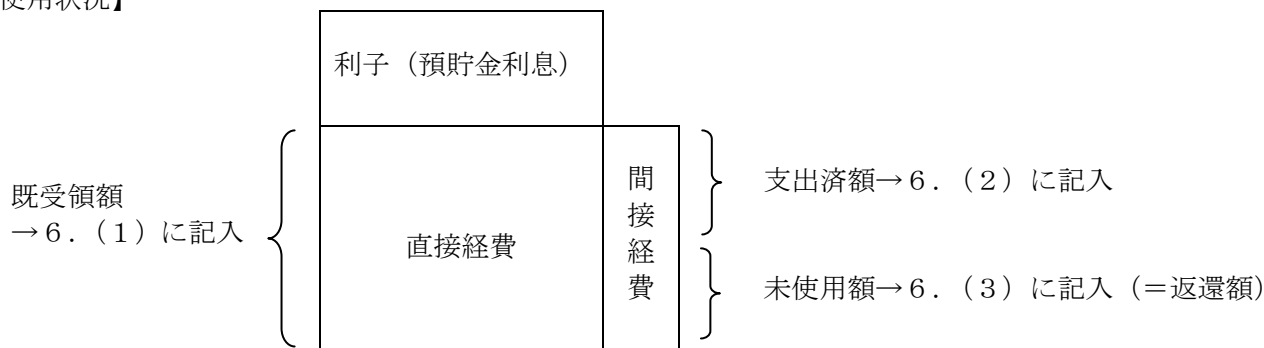 使用状況】
利子（預貯金利息）
既受領額
→６．（１）に記入
直接経費
間接経費
支出済額→６．（２）に記入
未使用額→６．（３）に記入（＝返還額）